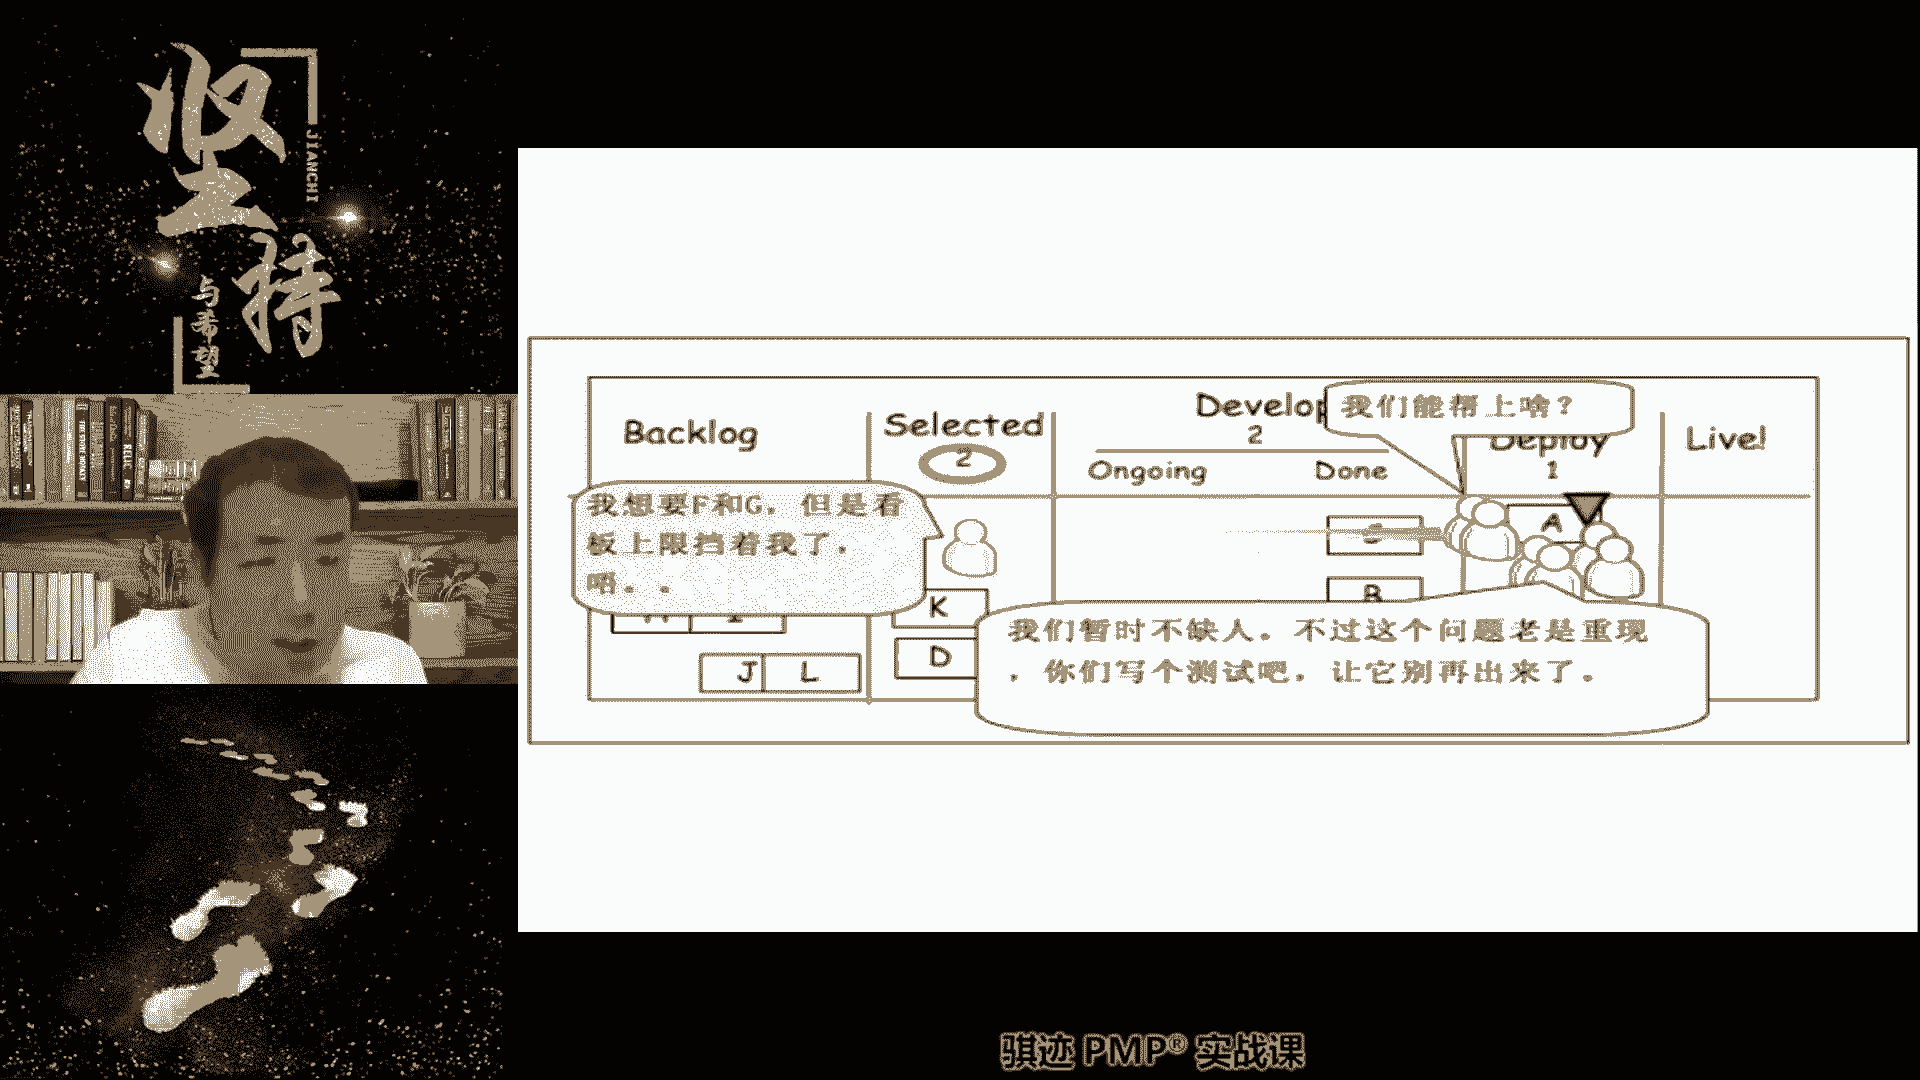 坚持
JIANCHI
与希望
Backlog
Selected
2
Develop
2
Ongoing
Done
我们能帮上啥？
Deploy
1
Live!
我想要F和G，但是看
板上限挡着我了，
唔。。
A
B
K
D
J
L
我们暂时不缺人。不过这个问题老是重现
，你们写个测试吧，让它别再出来了。
骐迹 PMP® 实战课